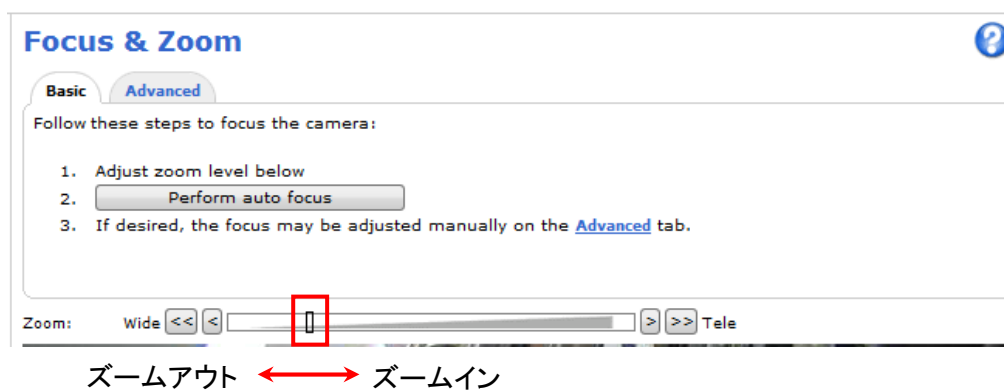 Focus & Zoom
?
Basic Advanced
Follow these steps to focus the camera:
1. Adjust zoom level below
2. Perform auto focus
3. If desired, the focus may be adjusted manually on the Advanced tab.
Zoom: Wide << < > >> Tele
ズームアウト ズームイン